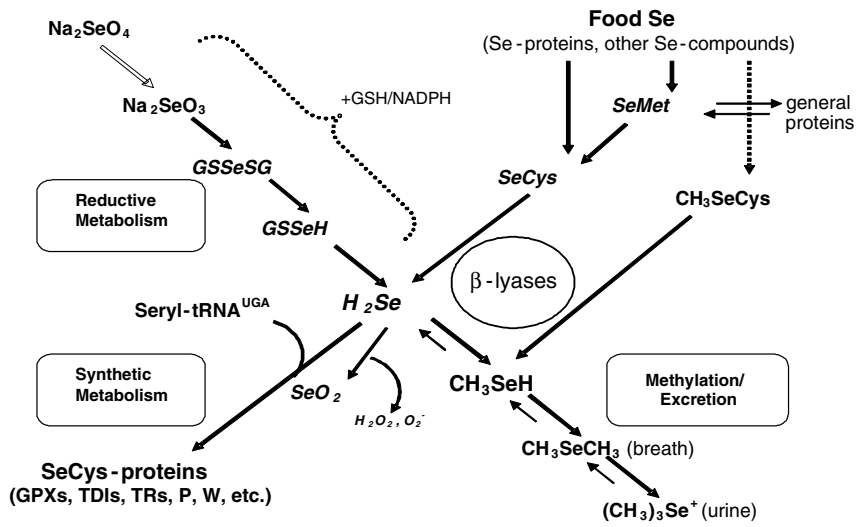 Na2SeO4
Food Se
(Se-proteins, other Se-compounds)
+GSH/NADPH
Na2SeO3
SeMet
general
proteins
GSSeSG
SeCys
CH3SeCys
Reductive
Metabolism
GSSeH
β-lyases
H2Se
Seryl-tRNA^UGA
Synthetic
Metabolism
SeO2
CH3SeH
Methylation/
Excretion
H2O2, O2-
CH3SeCH3 (breath)
SeCys-proteins
(GPXs, TDIs, TRs, P, W, etc.)
(CH3)3Se+ (urine)